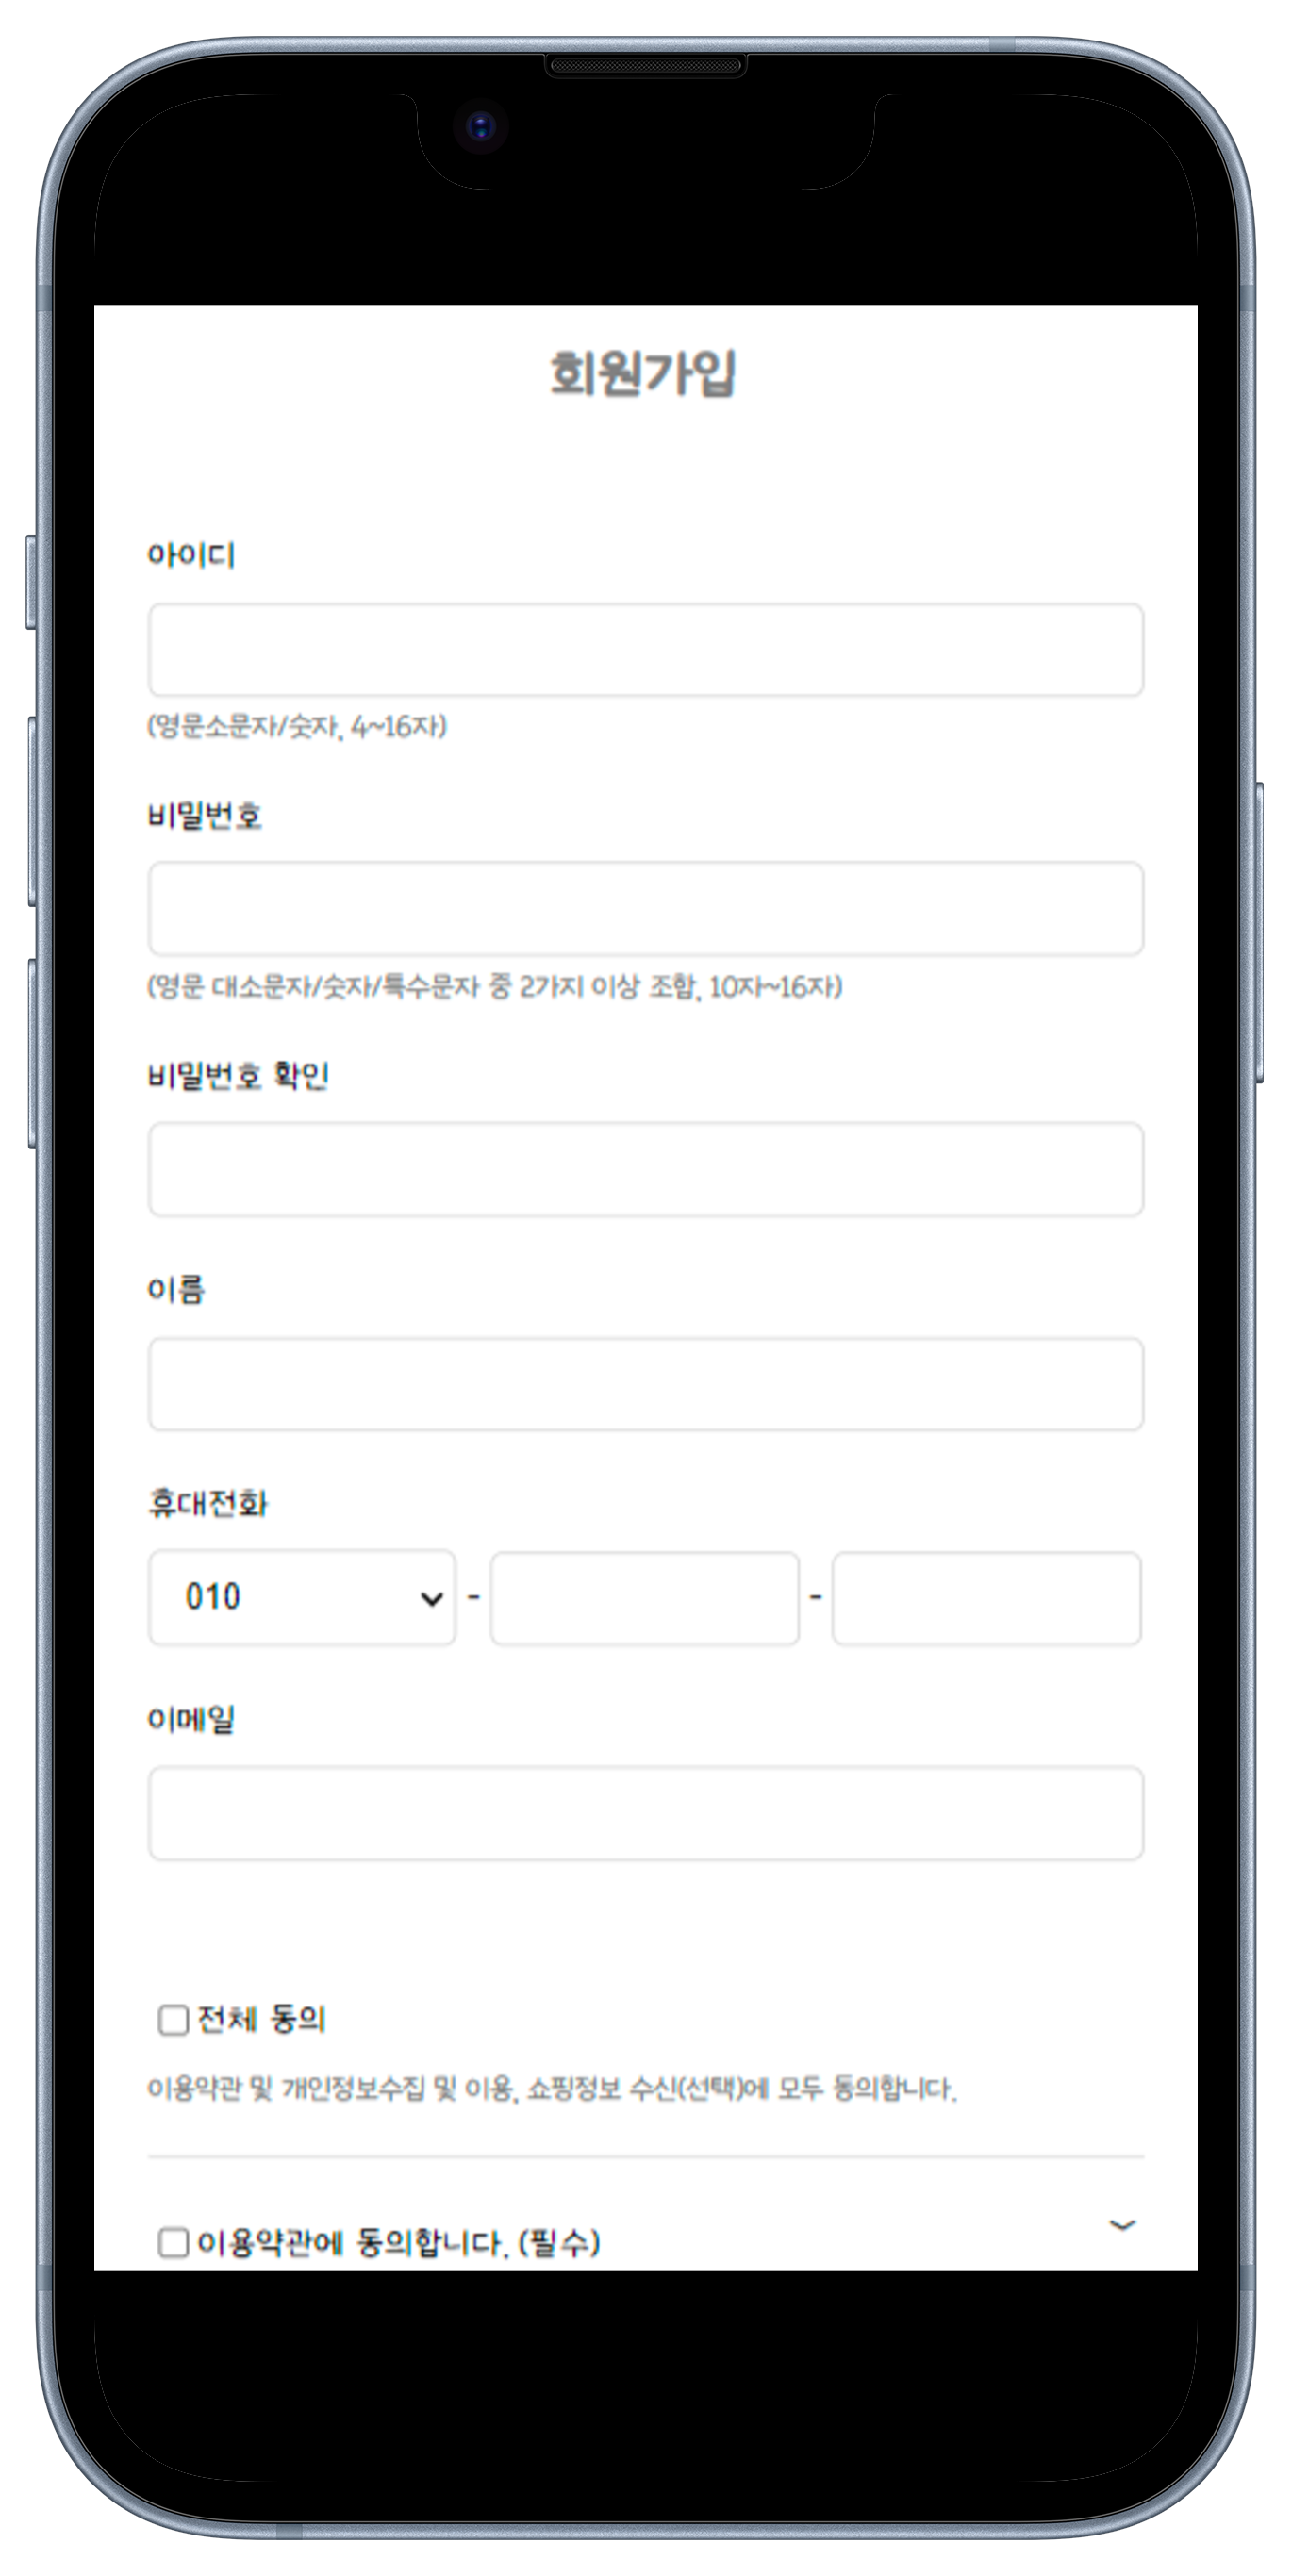 회원가입
아이디
(영문소문자/숫자, 4~16자)
비밀번호
(영문 대소문자/숫자/특수문자 중 2가지 이상 조합, 10자~16자)
비밀번호 확인
이름
휴대전화
010 - -
이메일
전체 동의
이용약관 및 개인정보수집 및 이용, 쇼핑정보 수신(선택)에 모두 동의합니다.
이용약관에 동의합니다. (필수)